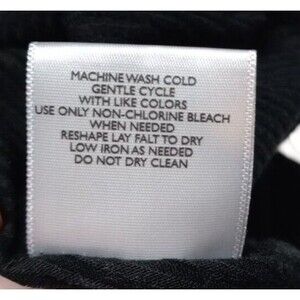 MACHINE WASH COLD
GENTLE CYCLE
WITH LIKE COLORS
USE ONLY NON-CHLORINE BLEACH
WHEN NEEDED
RESHAPE LAY FALT TO DRY
LOW IRON AS NEEDED
DO NOT DRY CLEAN